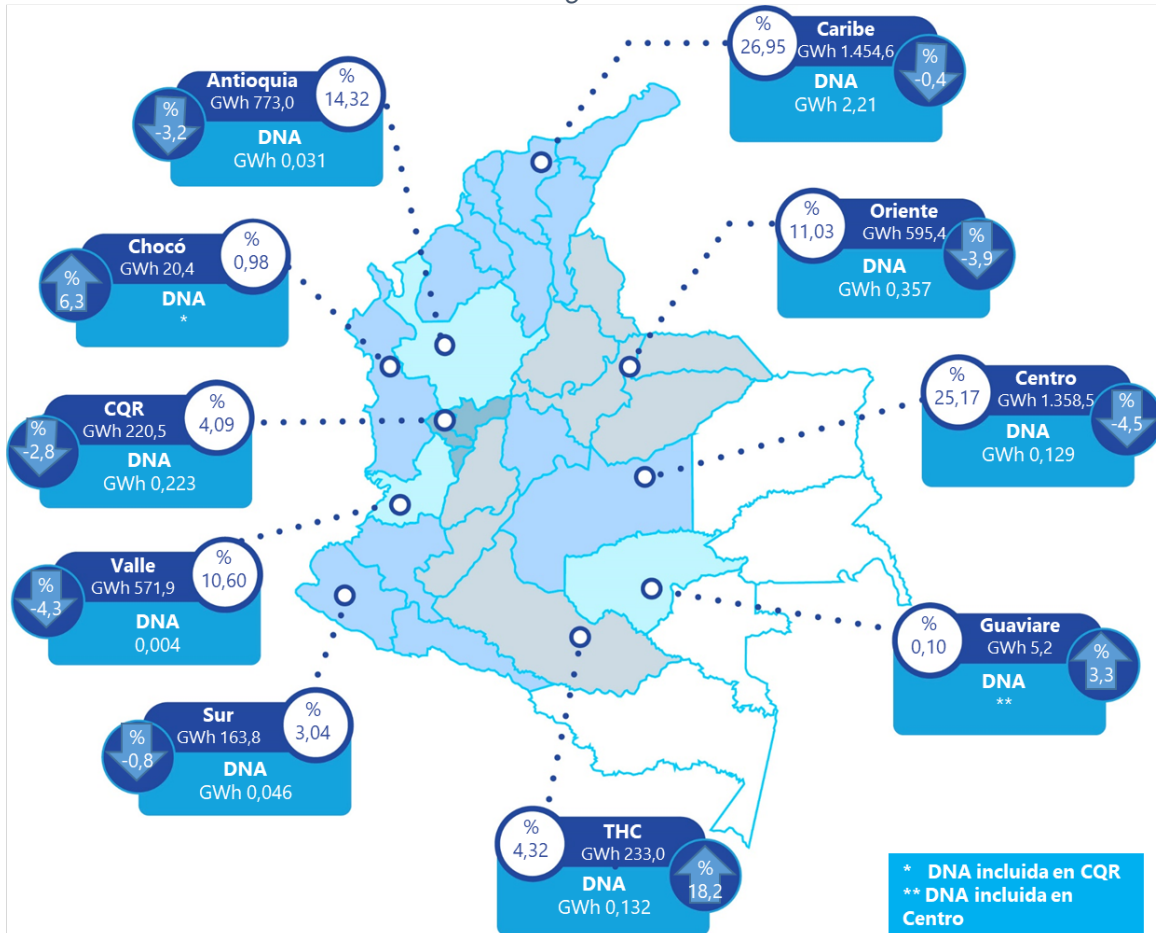 %
26,95
Caribe
GWh 1.454,6
%
-0,4
DNA
GWh 2,21
Antioquia
GWh 773,0
%
14,32
%
-3,2
DNA
GWh 0,031
%
11,03
Oriente
GWh 595,4
%
-3,9
DNA
GWh 0,357
Chocó
GWh 20,4
%
0,98
%
6,3
DNA
*
%
25,17
Centro
GWh 1.358,5
%
-4,5
DNA
GWh 0,129
CQR
GWh 220,5
%
4,09
%
-2,8
DNA
GWh 0,223
Valle
GWh 571,9
%
10,60
%
-4,3
DNA
0,004
%
0,10
Guaviare
GWh 5,2
%
3,3
DNA
**
Sur
GWh 163,8
%
3,04
%
-0,8
DNA
GWh 0,046
%
4,32
THC
GWh 233,0
%
18,2
DNA
GWh 0,132
* DNA incluida en CQR
** DNA incluida en
Centro